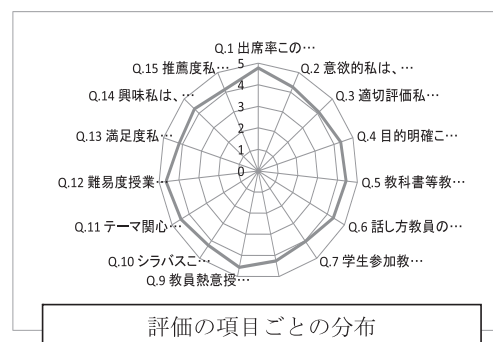 Q.1 出席率この…
Q.2 意欲的私は、…
Q.3 適切評価私…
Q.4 目的明確こ…
Q.5 教科書等教…
Q.6 話し方教員の…
Q.7 学生参加教…
Q.9 教員熱意授…
Q.10 シラバスこ…
Q.11 テーマ関心…
Q.12 難易度授業…
Q.13 満足度私…
Q.14 興味私は、…
Q.15 推薦度私…
5
4
3
2
1
0
評価の項目ごとの分布